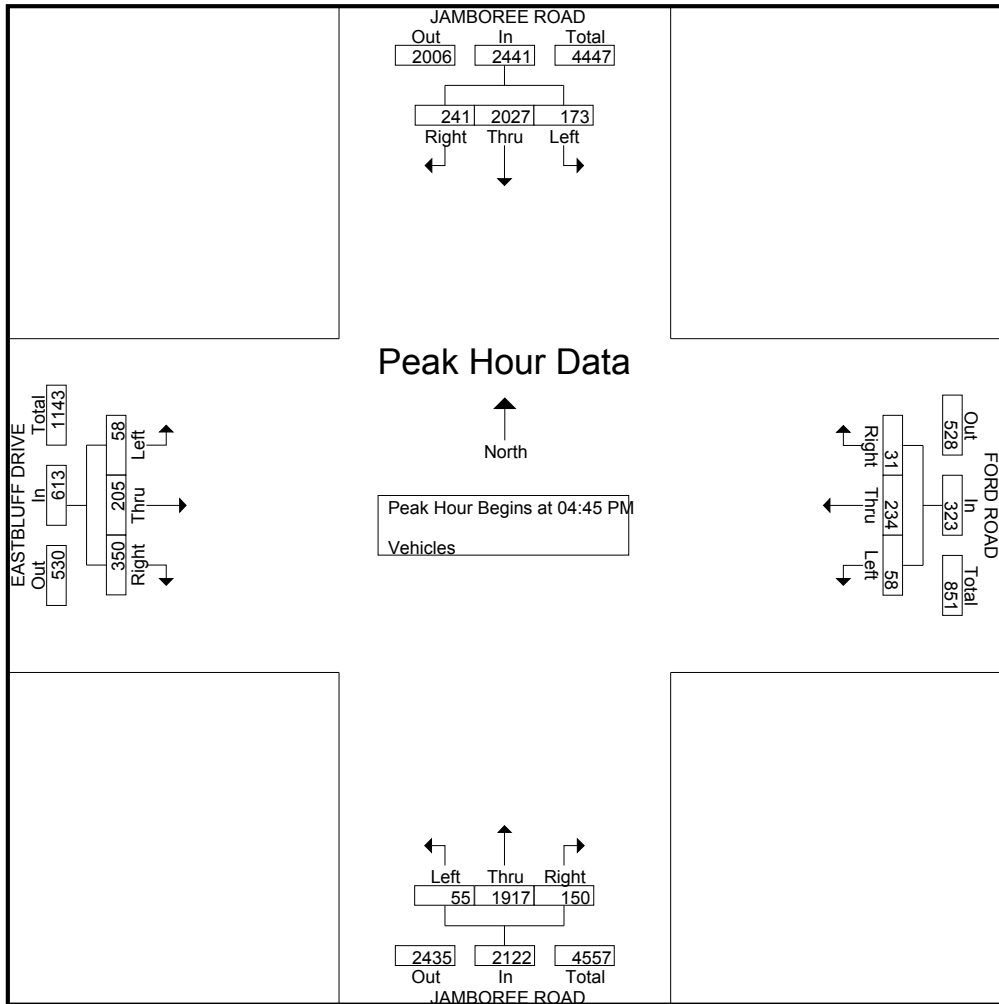 JAMBOREE ROAD
Out In Total
2006 2441 4447
241 2027 173
Right Thru Left
Peak Hour Data
North
Peak Hour Begins at 04:45 PM
Vehicles
EASTBLUFF DRIVE
Out In Total
530 613 1143
350 205 58
Right Thru Left
FORD ROAD
Out In Total
528 323 851
31 234 58
Right Thru Left
Left Thru Right
55 1917 150
2435 2122 4557
Out In Total
JAMBOREE ROAD